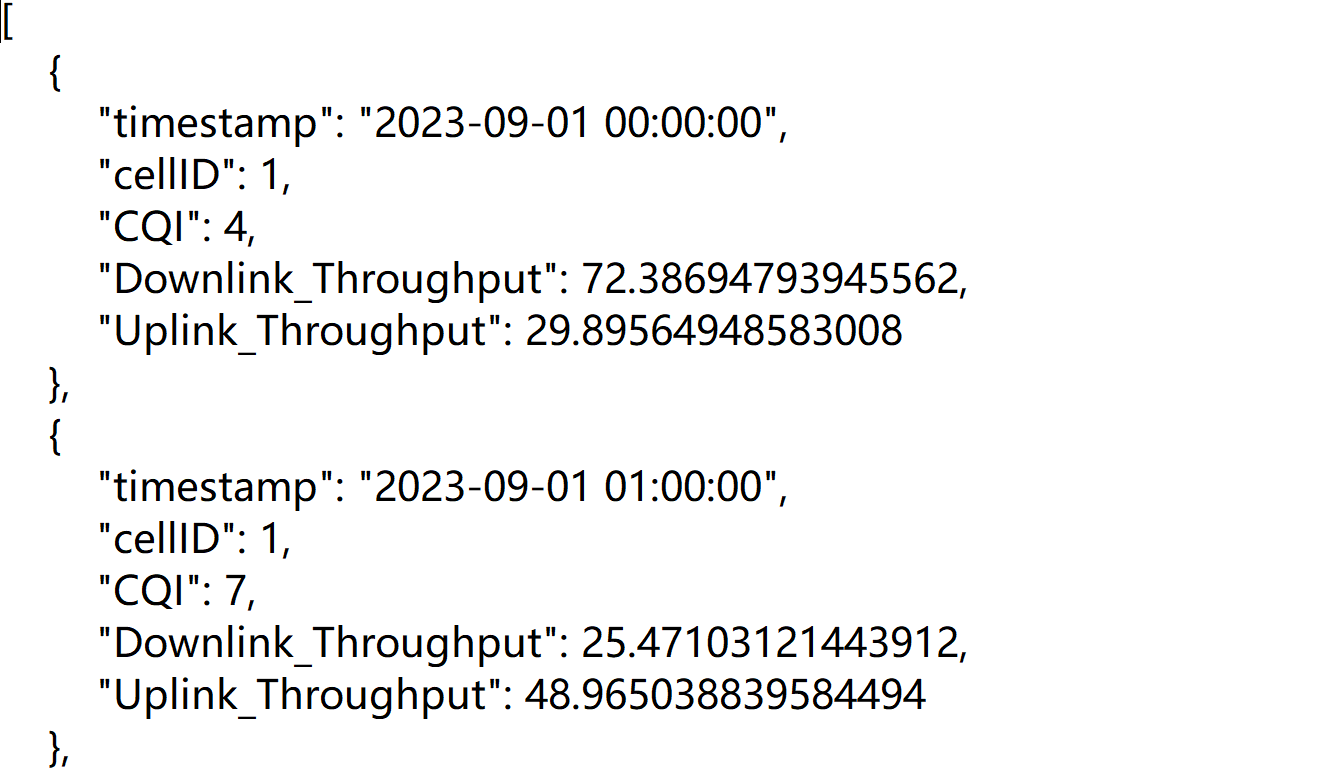 [
{
"timestamp": "2023-09-01 00:00:00",
"cellID": 1,
"CQI": 4,
"Downlink_Throughput": 72.38694793945562,
"Uplink_Throughput": 29.89564948583008
},
{
"timestamp": "2023-09-01 01:00:00",
"cellID": 1,
"CQI": 7,
"Downlink_Throughput": 25.47103121443912,
"Uplink_Throughput": 48.965038839584494
},